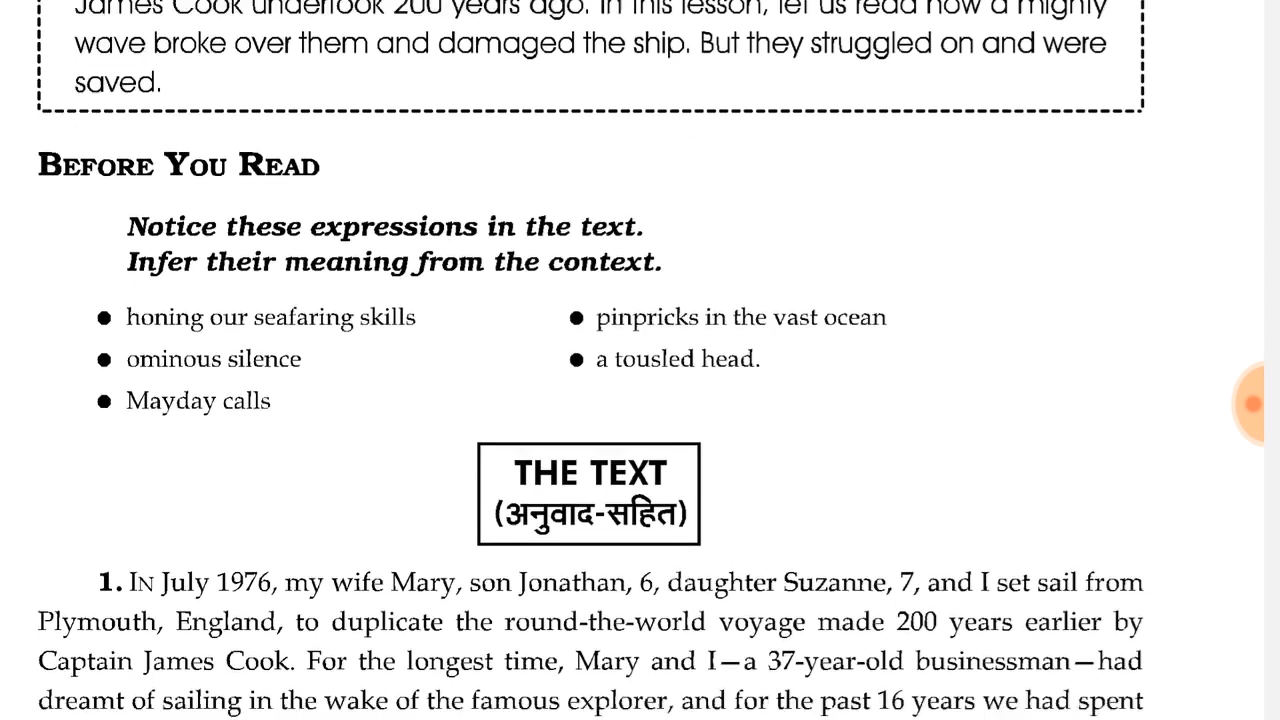 James Cook undertook 200 years ago. In this lesson, let us read how a mighty
wave broke over them and damaged the ship. But they struggled on and were
saved.
BEFORE YOU READ
Notice these expressions in the text.
Infer their meaning from the context.
● honing our seafaring skills
● ominous silence
● Mayday calls
● pinpricks in the vast ocean
● a tousled head.
THE TEXT
(अनुवाद-सहित)
1. IN July 1976, my wife Mary, son Jonathan, 6, daughter Suzanne, 7, and I set sail from
Plymouth, England, to duplicate the round-the-world voyage made 200 years earlier by
Captain James Cook. For the longest time, Mary and I—a 37-year-old businessman—had
dreamt of sailing in the wake of the famous explorer, and for the past 16 years we had spent